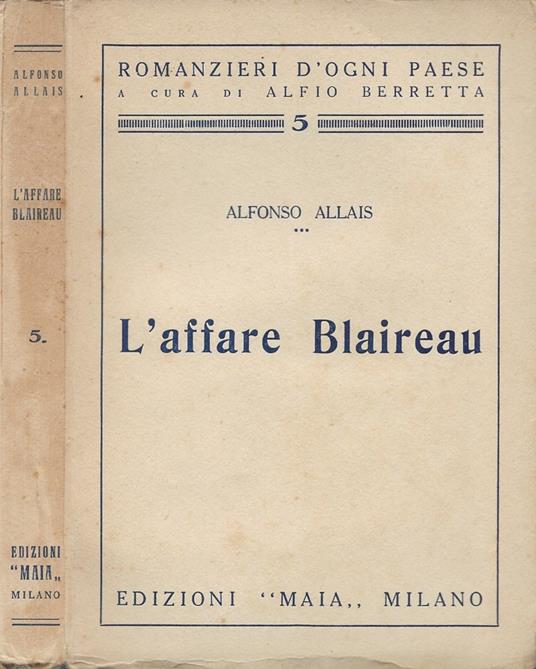 ALFONSO
ALLAIS
L'AFFARE
BLAIREAU
5.
EDIZIONI
“MAIA„
MILANO
ROMANZIERI D'OGNI PAESE
A CURA DI ALFIO BERRETTA
5
ALFONSO ALLAIS
***
L'affare Blaireau
EDIZIONI “MAIA„ MILANO